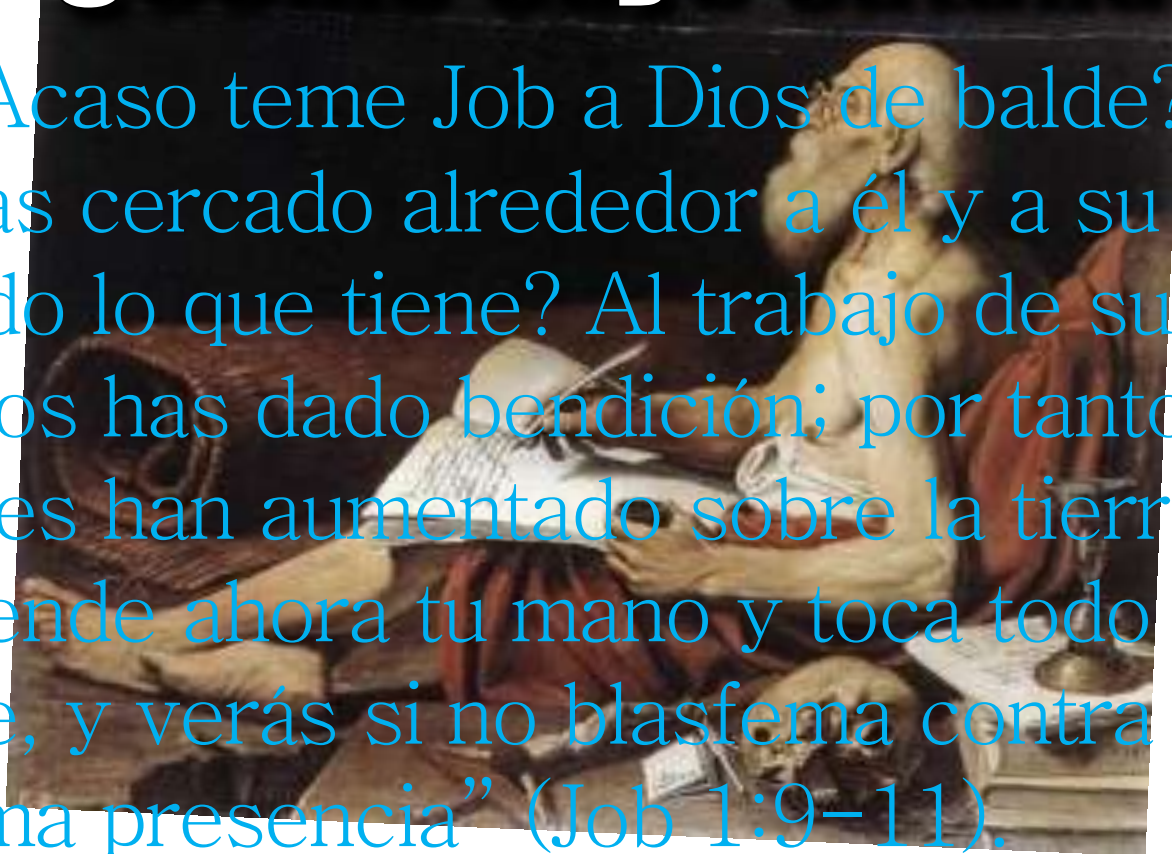 Acaso teme Job a Dios de balde?
as cercado alrededor a él y a su
do lo que tiene? Al trabajo de su
os has dado bendición; por tanto
es han aumentado sobre la tierr
ende ahora tu mano y toca todo
e, y verás si no blasfema contra
ma presencia” (Job 1:9–11).